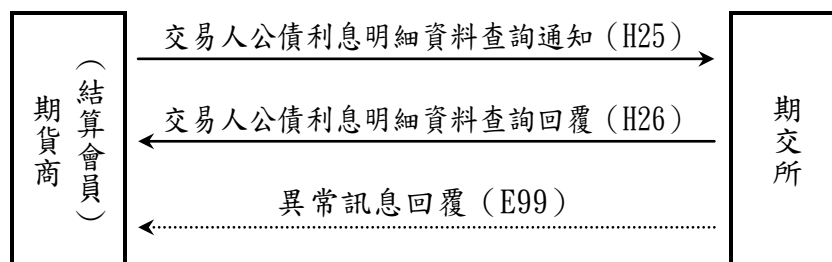 期貨商
（結算會員）
交易人公債利息明細資料查詢通知（H25）
交易人公債利息明細資料查詢回覆（H26）
異常訊息回覆（E99）
期交所